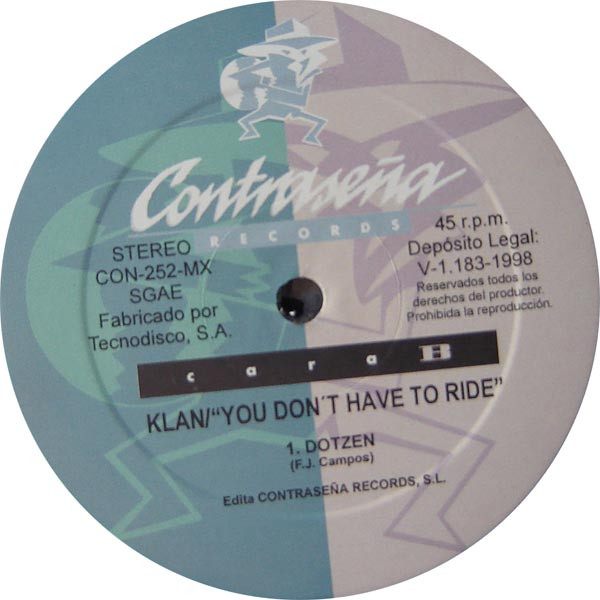 Contraseña
RECORDS
STEREO
CON-252-MX
SGAE
Fabricado por
Tecnodisco, S.A.
45 r.p.m.
Depósito Legal:
V-1.183-1998
Reservados todos los
derechos del productor.
Prohibida la reproducción.
cara B
KLAN/"YOU DON´T HAVE TO RIDE"
1. DOTZEN
(F.J. Campos)
Edita CONTRASEÑA RECORDS, S.L.